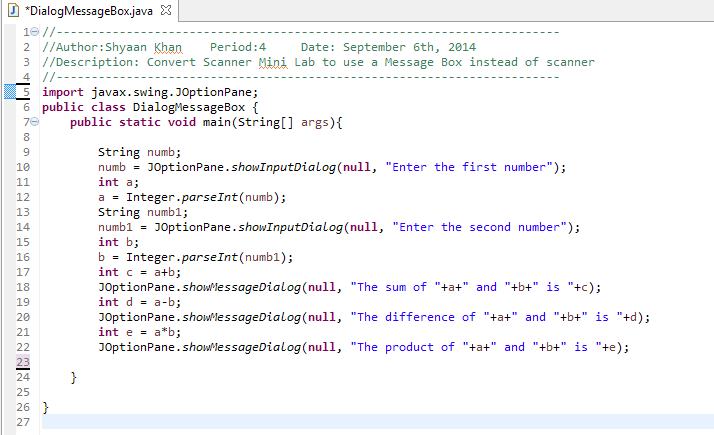 *DialogMessageBox.java
1 //------------------------------------------------------------------------
2 //Author:Shyaan Khan    Period:4     Date: September 6th, 2014
3 //Description: Convert Scanner Mini Lab to use a Message Box instead of scanner
4 //------------------------------------------------------------------------
5 import javax.swing.JOptionPane;
6 public class DialogMessageBox {
7     public static void main(String[] args){
8
9         String numb;
10         numb = JOptionPane.showInputDialog(null, "Enter the first number");
11         int a;
12         a = Integer.parseInt(numb);
13         String numb1;
14         numb1 = JOptionPane.showInputDialog(null, "Enter the second number");
15         int b;
16         b = Integer.parseInt(numb1);
17         int c = a+b;
18         JOptionPane.showMessageDialog(null, "The sum of "+a+" and "+b+" is "+c);
19         int d = a-b;
20         JOptionPane.showMessageDialog(null, "The difference of "+a+" and "+b+" is "+d);
21         int e = a*b;
22         JOptionPane.showMessageDialog(null, "The product of "+a+" and "+b+" is "+e);
23
24     }
25
26 }
27